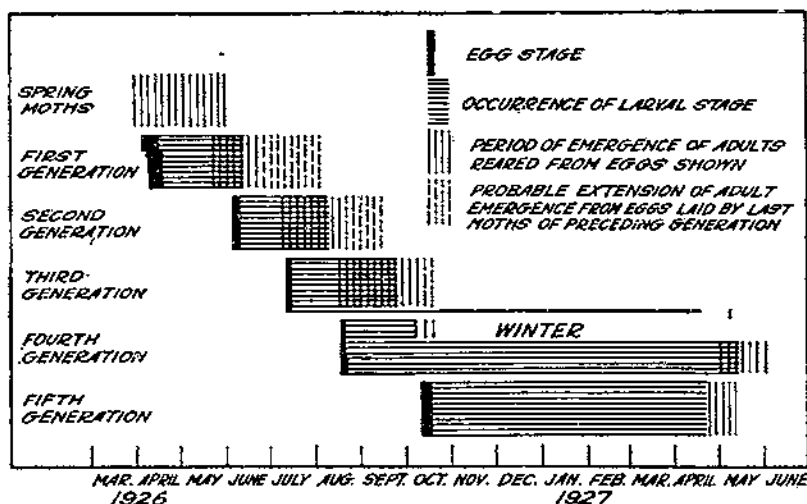 SPRING
MOTHS
FIRST
GENERATION
SECOND
GENERATION
THIRD-
GENERATION
FOURTH
GENERATION
FIFTH
GENERATION
EGG STAGE
OCCURRENCE OF LARVAL STAGE
PERIOD OF EMERGENCE OF ADULTS
REARED FROM EGGS SHOWN
PROBABLE EXTENSION OF ADULT
EMERGENCE FROM EGGS LAID BY LAST
MOTHS OF PRECEDING GENERATION
WINTER
MAR. APRIL MAY JUNE JULY AUG. SEPT. OCT. NOV. DEC. JAN. FEB. MAR. APRIL MAY JUNE
1926 1927